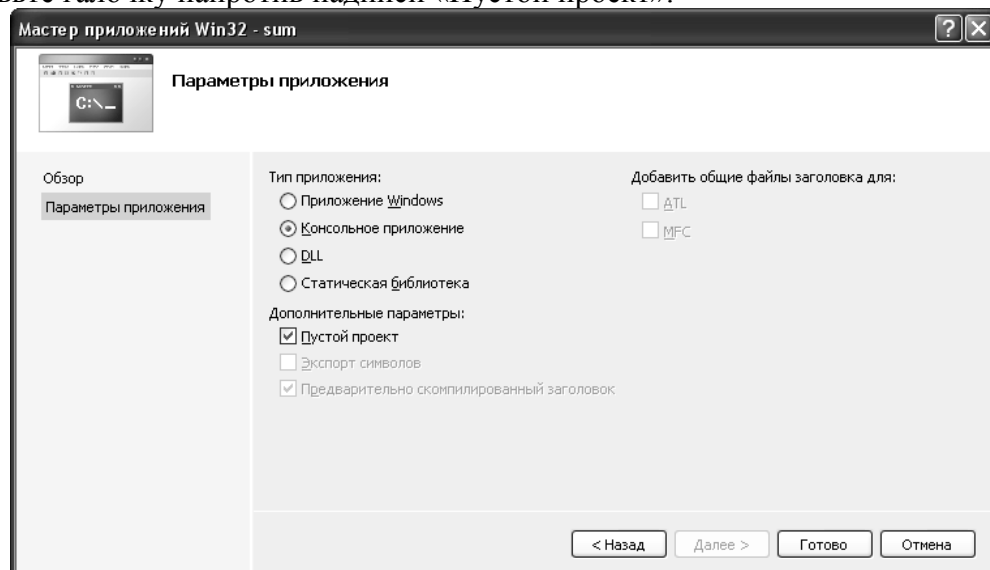 галочку напротив надписи «Пустой проект».
Мастер приложений Win32 - sum
Параметры приложения
C:\_
Обзор
Параметры приложения
Тип приложения:
Приложение Windows
Консольное приложение
DLL
Статическая библиотека
Дополнительные параметры:
Пустой проект
Экспорт символов
Предварительно скомпилированный заголовок
Добавить общие файлы заголовка для:
ATL
MFC
< Назад
Далее >
Готово
Отмена